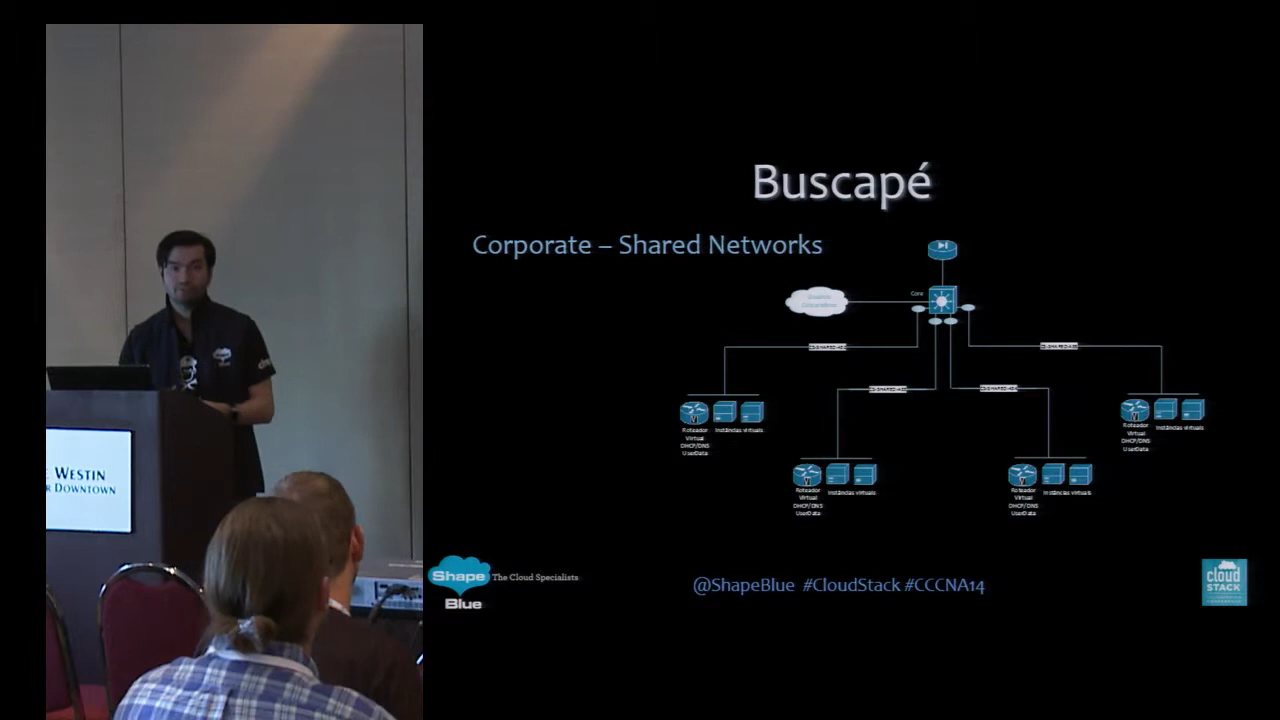 Buscapé
Corporate – Shared Networks
Core
Roteador
Virtual
DHCP/DNS
UserData
Instâncias virtuais
Roteador
Virtual
DHCP/DNS
UserData
Instâncias virtuais
Roteador
Virtual
DHCP/DNS
UserData
Instâncias virtuais
Roteador
Virtual
DHCP/DNS
UserData
Instâncias virtuais
WESTIN
DOWNTOWN
Shape
Blue
The Cloud Specialists
@ShapeBlue #CloudStack #CCCNA14
cloud
STACK